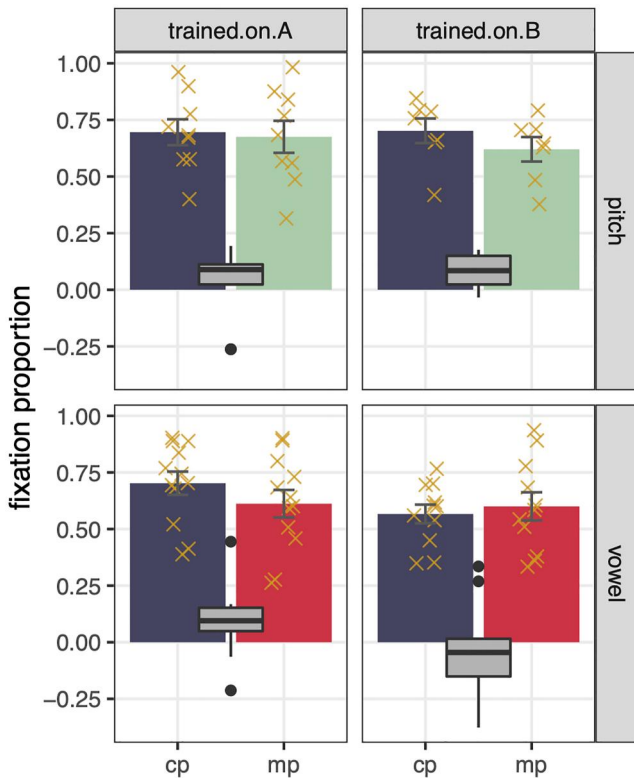 trained.on.A trained.on.B
1.00
0.75
0.50
0.25
0.00
−0.25
pitch
fixation proportion
1.00
0.75
0.50
0.25
0.00
−0.25
vowel
cp mp cp mp